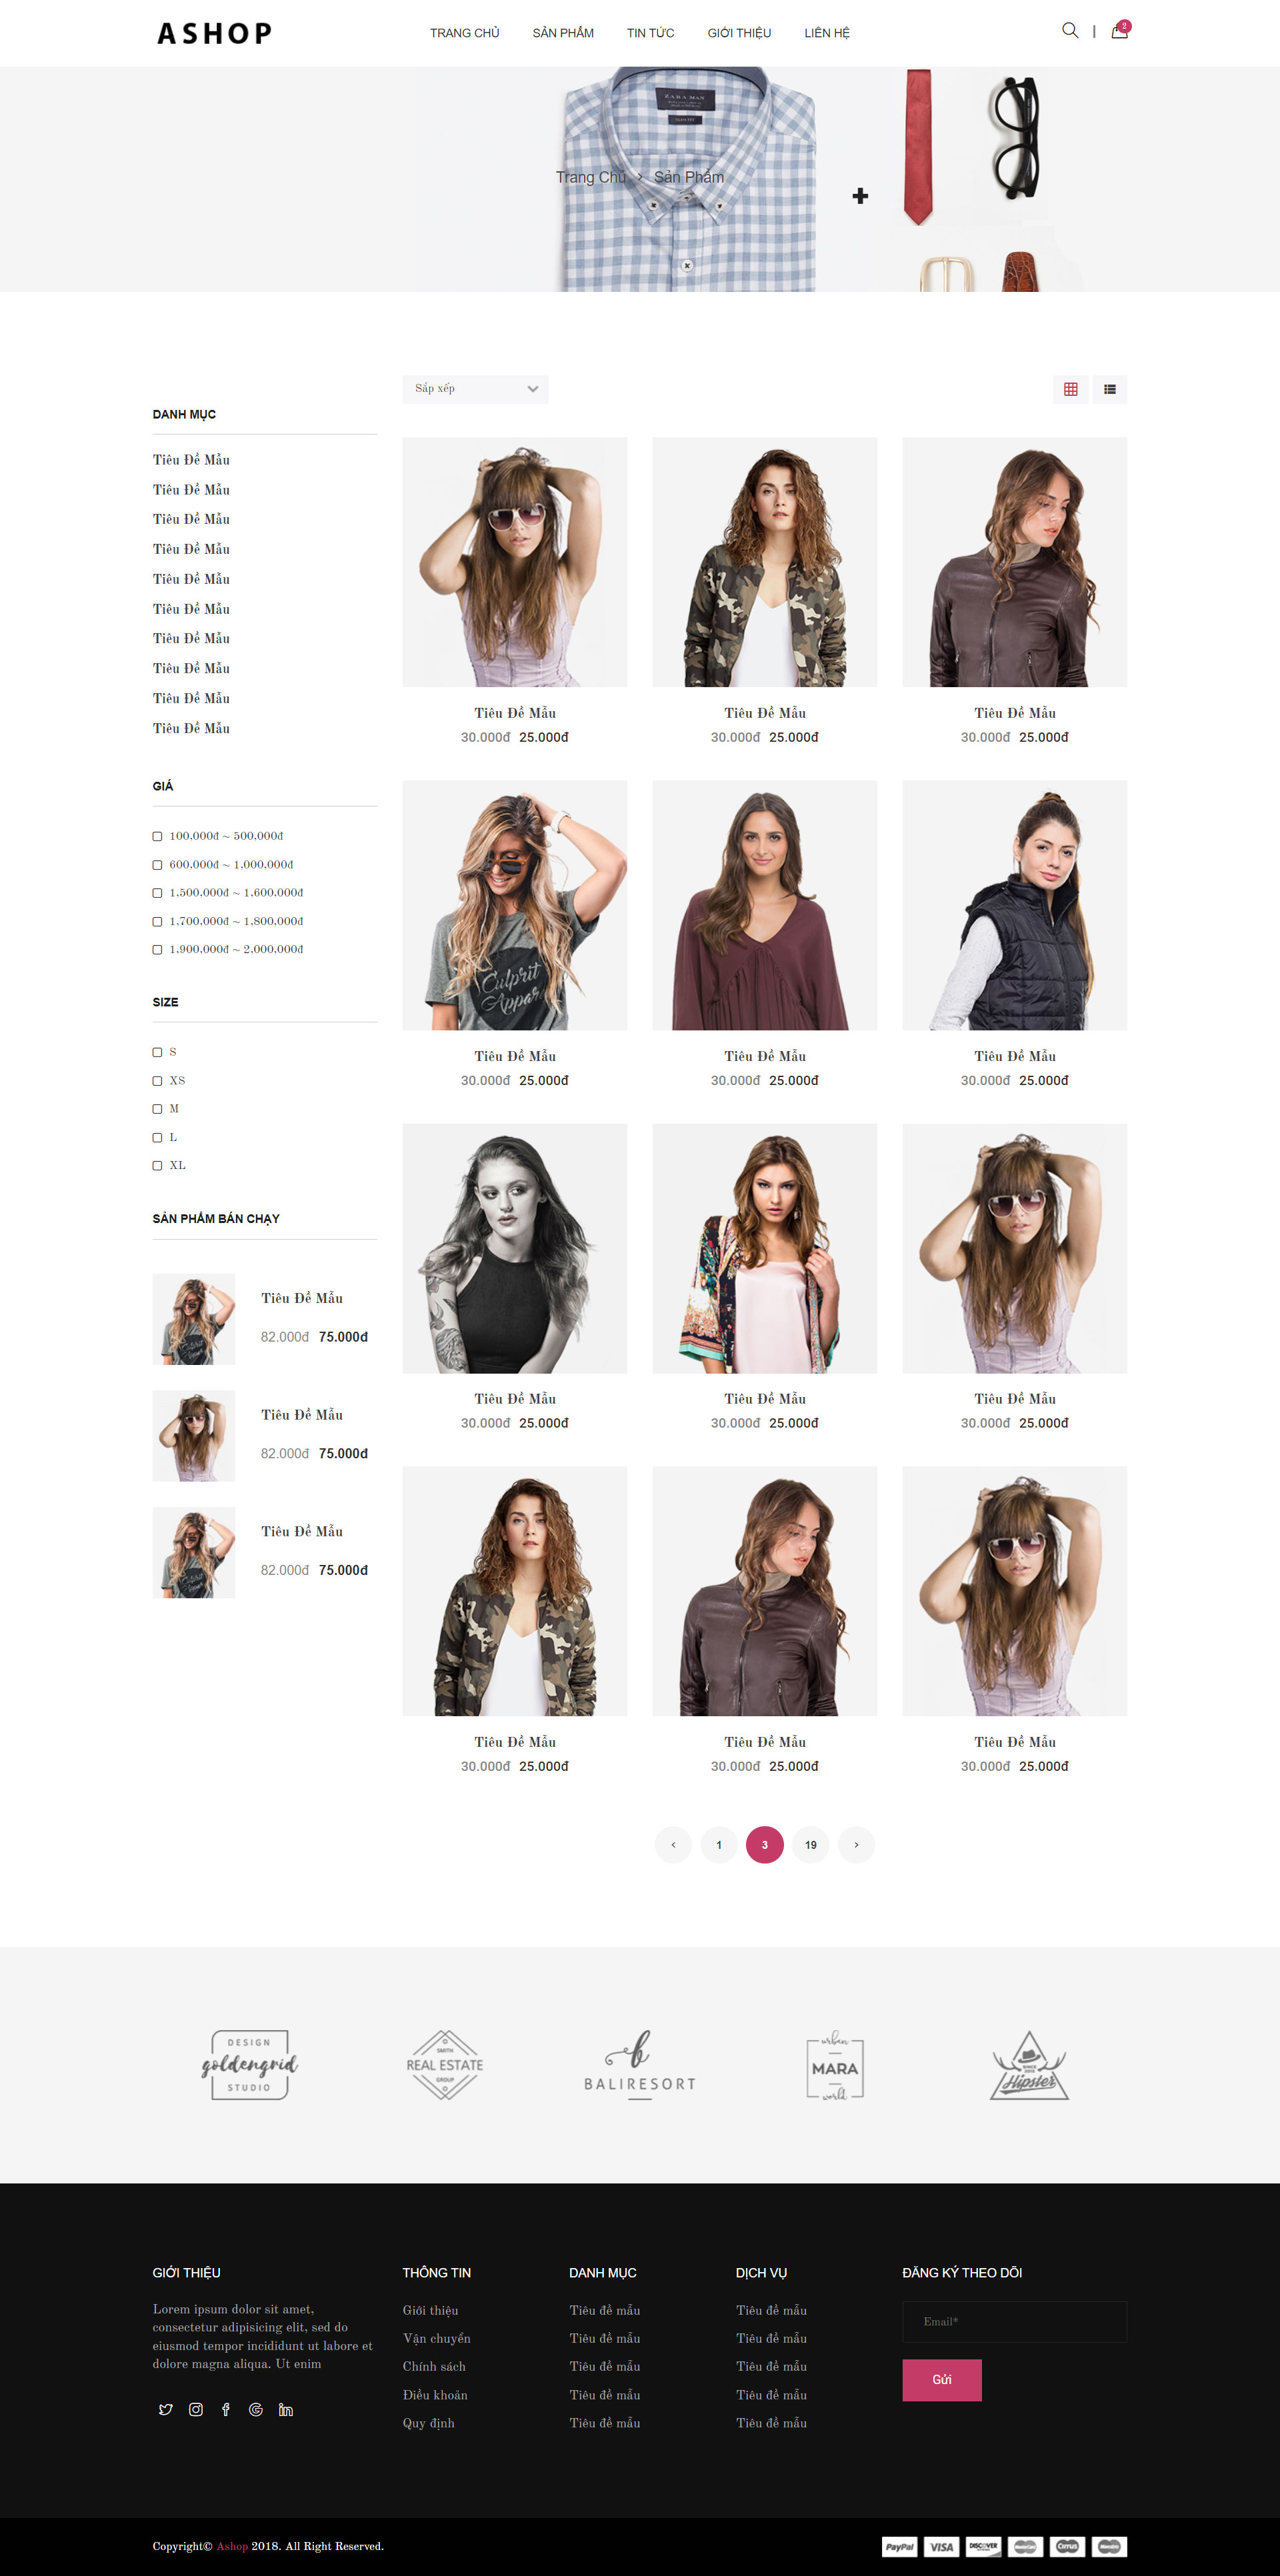 ASHOP
TRANG CHỦ
SẢN PHẨM
TIN TỨC
GIỚI THIỆU
LIÊN HỆ
2
ZARA MAN
Trang Chủ > Sản Phẩm
Sắp xếp
DANH MỤC
Tiêu Đề Mẫu
Tiêu Đề Mẫu
Tiêu Đề Mẫu
Tiêu Đề Mẫu
Tiêu Đề Mẫu
Tiêu Đề Mẫu
Tiêu Đề Mẫu
Tiêu Đề Mẫu
Tiêu Đề Mẫu
Tiêu Đề Mẫu
GIÁ
100,000đ ~ 500,000đ
600,000đ ~ 1,000,000đ
1,500,000đ ~ 1,600,000đ
1,700,000đ ~ 1,800,000đ
1,900,000đ ~ 2,000,000đ
SIZE
S
XS
M
L
XL
SẢN PHẨM BÁN CHẠY
Tiêu Đề Mẫu
82.000đ 75.000đ
Tiêu Đề Mẫu
82.000đ 75.000đ
Tiêu Đề Mẫu
82.000đ 75.000đ
Tiêu Đề Mẫu
30.000đ 25.000đ
Tiêu Đề Mẫu
30.000đ 25.000đ
Tiêu Đề Mẫu
30.000đ 25.000đ
Culprit
Apparel
Tiêu Đề Mẫu
30.000đ 25.000đ
Tiêu Đề Mẫu
30.000đ 25.000đ
Tiêu Đề Mẫu
30.000đ 25.000đ
Tiêu Đề Mẫu
30.000đ 25.000đ
Tiêu Đề Mẫu
30.000đ 25.000đ
Tiêu Đề Mẫu
30.000đ 25.000đ
Tiêu Đề Mẫu
30.000đ 25.000đ
Tiêu Đề Mẫu
30.000đ 25.000đ
Tiêu Đề Mẫu
30.000đ 25.000đ
‹ 1 3 19 ›
DESIGN
goldengrid
STUDIO
SMITH
REAL ESTATE
GROUP
b
BALIRESORT
urban
MARA
world
SINCE
Hipster
GIỚI THIỆU
Lorem ipsum dolor sit amet,
consectetur adipisicing elit, sed do
eiusmod tempor incididunt ut labore et
dolore magna aliqua. Ut enim
THÔNG TIN
Giới thiệu
Vận chuyển
Chính sách
Điều khoản
Quy định
DANH MỤC
Tiêu đề mẫu
Tiêu đề mẫu
Tiêu đề mẫu
Tiêu đề mẫu
Tiêu đề mẫu
DỊCH VỤ
Tiêu đề mẫu
Tiêu đề mẫu
Tiêu đề mẫu
Tiêu đề mẫu
Tiêu đề mẫu
ĐĂNG KÝ THEO DÕI
Email*
Gửi
Copyright© Ashop 2018. All Right Reserved.
PayPal
VISA
DISCOVER
MasterCard
Cirrus
Maestro